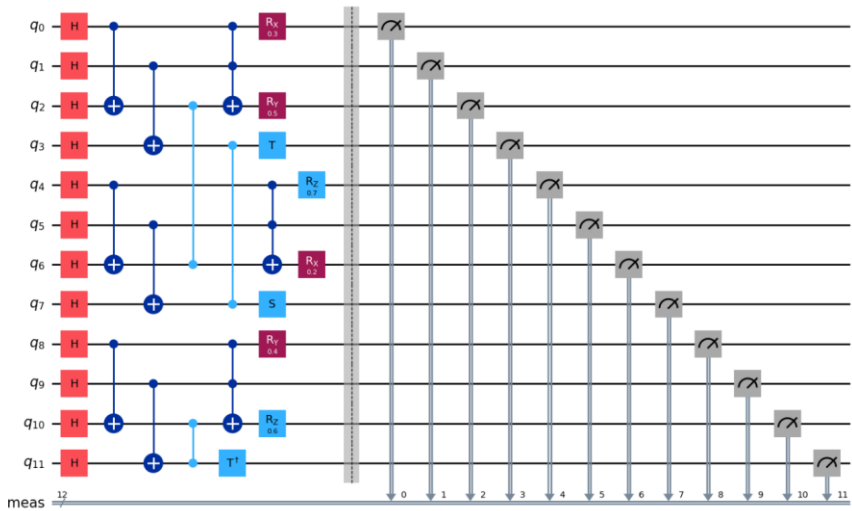 q0 H RX 0.3
q1 H
q2 H RY 0.5
q3 H T
q4 H RZ 0.7
q5 H
q6 H RX 0.2
q7 H S
q8 H RY 0.4
q9 H
q10 H RZ 0.6
q11 H T†
meas 12 0 1 2 3 4 5 6 7 8 9 10 11